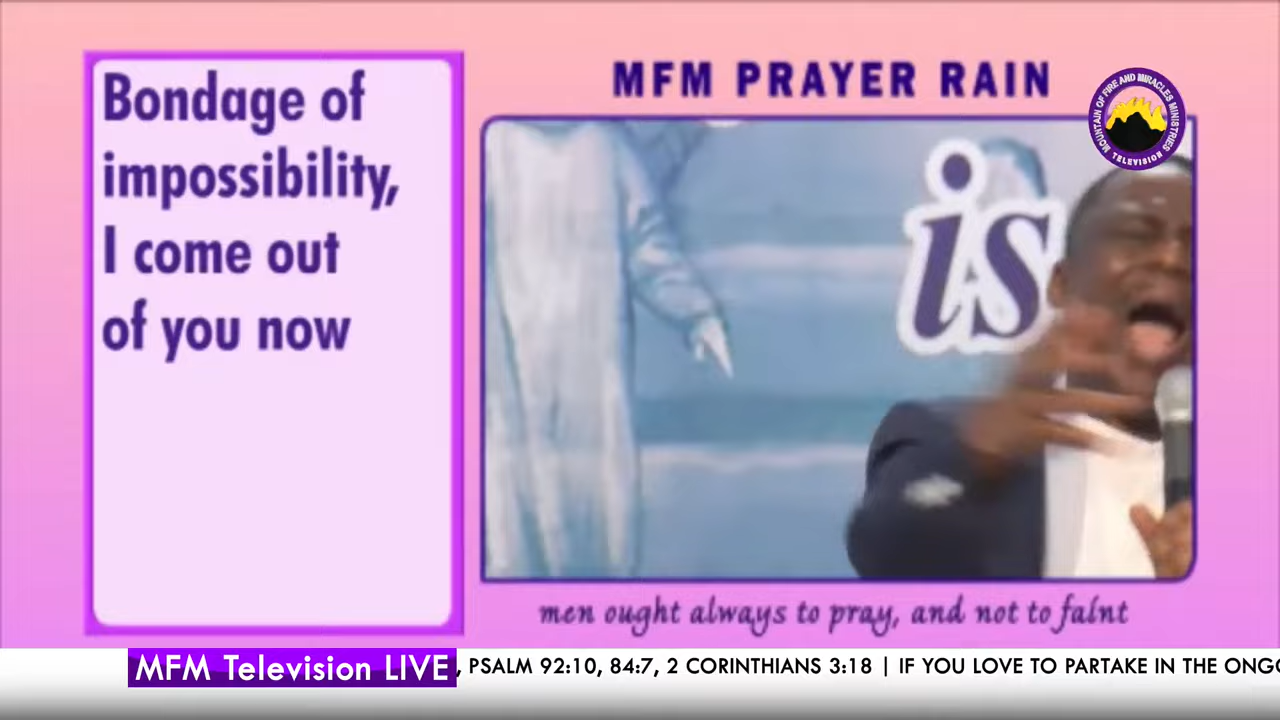 Bondage of
impossibility,
I come out
of you now
MFM PRAYER RAIN
MOUNTAIN OF FIRE AND MIRACLES MINISTRIES
TELEVISION
is
men ought always to pray, and not to faint
MFM Television LIVE
, PSALM 92:10, 84:7, 2 CORINTHIANS 3:18 | IF YOU LOVE TO PARTAKE IN THE ONGO